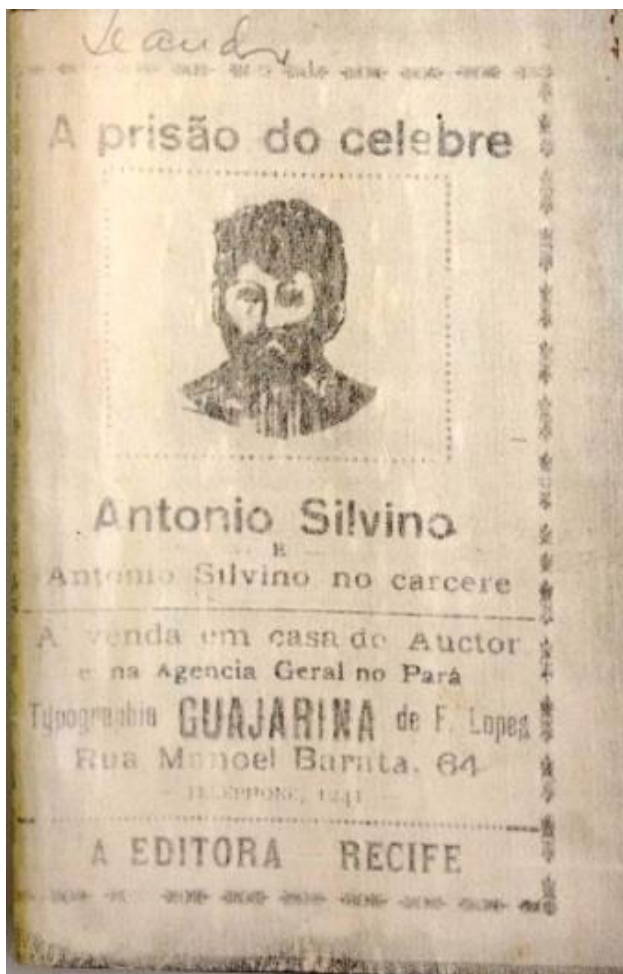 Leandr
A prisão do celebre
Antonio Silvino
E
Antonio Silvino no carcere
A venda em casa do Auctor
e na Agencia Geral no Pará
Typographia GUAJARINA de F. Lopes
Rua Manoel Barata, 64
— TELEPHONE, 1241 —
A EDITORA RECIFE